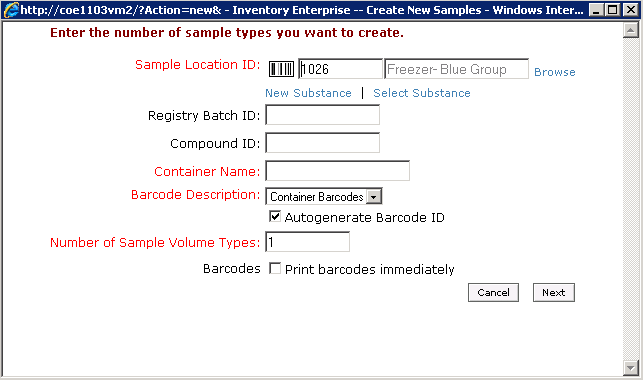 http://coe1103vm2/?Action=new& - Inventory Enterprise -- Create New Samples - Windows Inter...
Enter the number of sample types you want to create.
Sample Location ID: 1026 Freezer- Blue Group Browse
New Substance | Select Substance
Registry Batch ID:
Compound ID:
Container Name:
Barcode Description: Container Barcodes
Autogenerate Barcode ID
Number of Sample Volume Types: 1
Barcodes Print barcodes immediately
Cancel Next